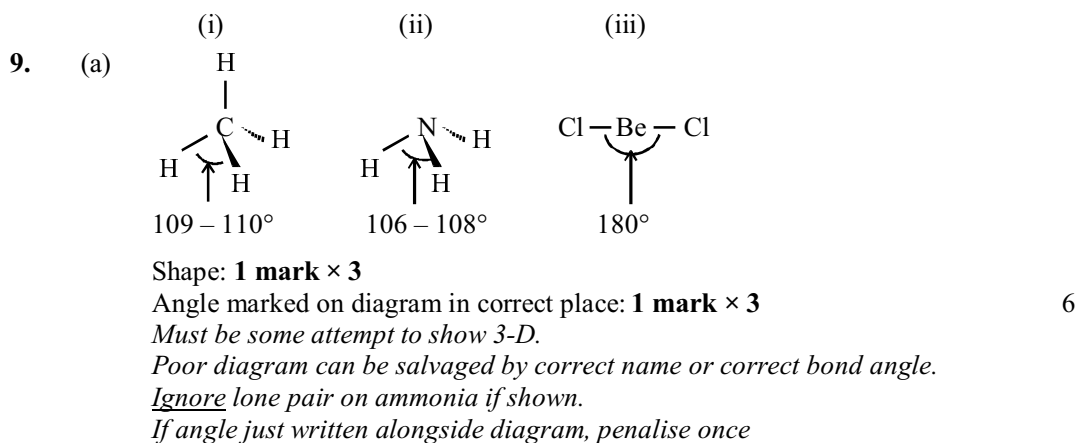 (i) (ii) (iii)
9. (a)
H
C H
H H
N H
H H
Cl Be Cl
109 – 110° 106 – 108° 180°
Shape: 1 mark × 3
Angle marked on diagram in correct place: 1 mark × 3 6
Must be some attempt to show 3-D.
Poor diagram can be salvaged by correct name or correct bond angle.
Ignore lone pair on ammonia if shown.
If angle just written alongside diagram, penalise once